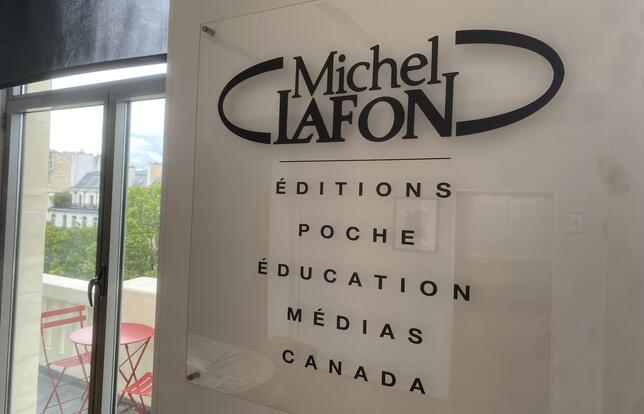 Michel
LAFON
ÉDITIONS
POCHE
ÉDUCATION
MÉDIAS
CANADA